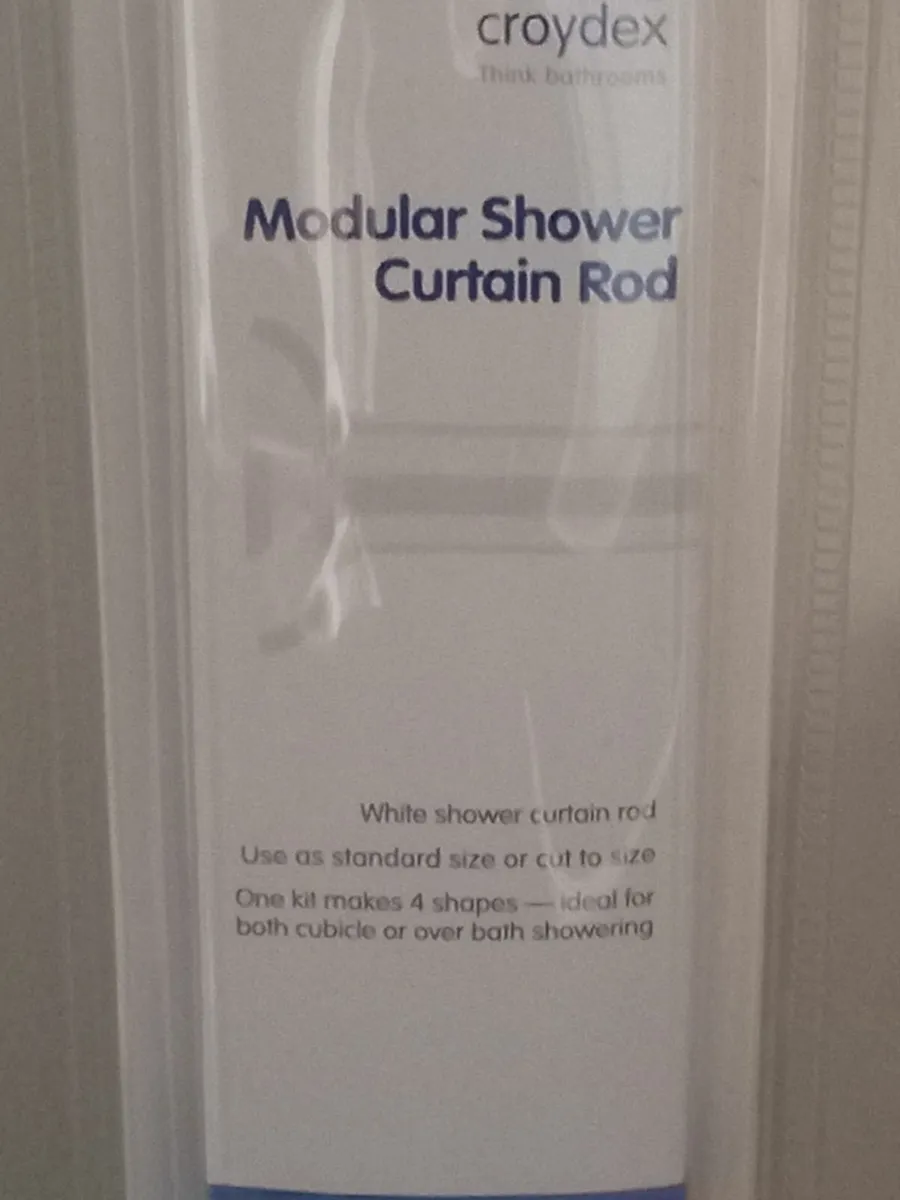 croydex
Think bathrooms
Modular Shower
Curtain Rod
White shower curtain rod
Use as standard size or cut to size
One kit makes 4 shapes — ideal for
both cubicle or over bath showering